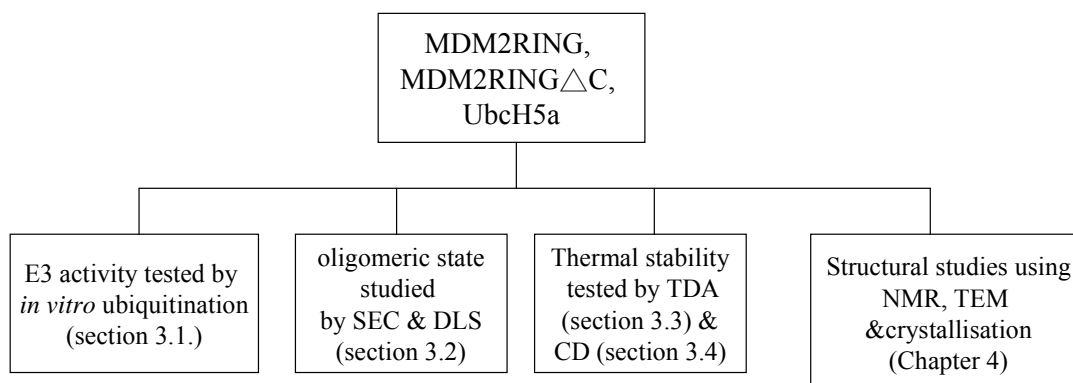 MDM2RING,
MDM2RING△C,
UbcH5a
E3 activity tested by
in vitro ubiquitination
(section 3.1.)
oligomeric state
studied
by SEC & DLS
(section 3.2)
Thermal stability
tested by TDA
(section 3.3) &
CD (section 3.4)
Structural studies using
NMR, TEM
&crystallisation
(Chapter 4)